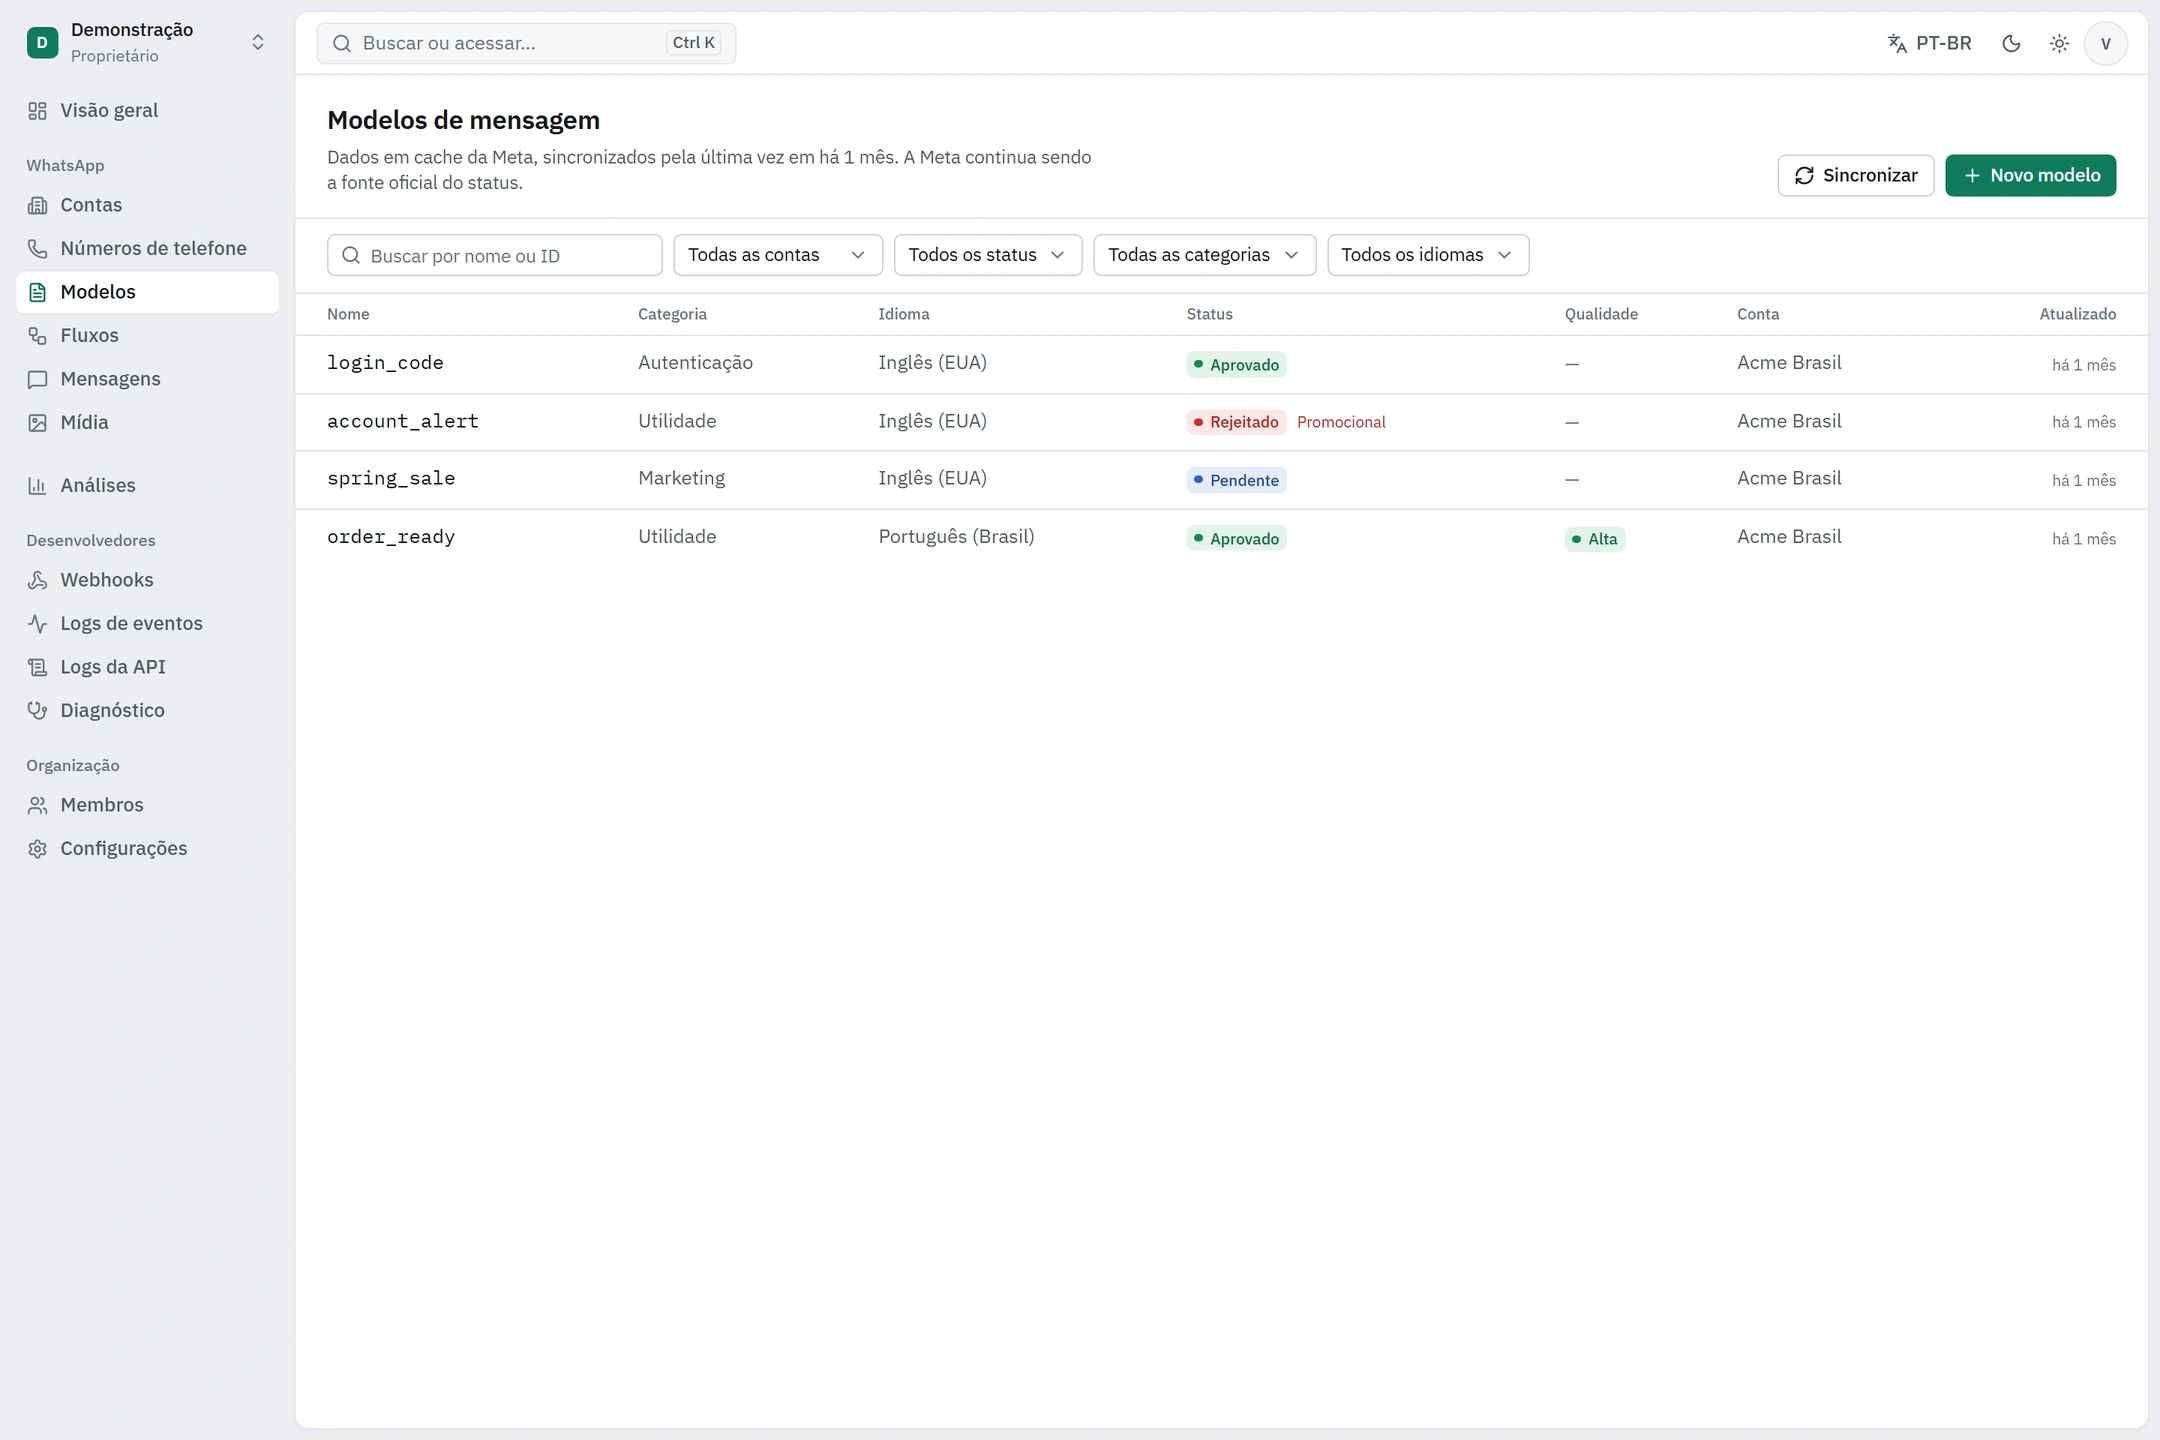 D
Demonstração
Proprietário
Visão geral
WhatsApp
Contas
Números de telefone
Modelos
Fluxos
Mensagens
Mídia
Análises
Desenvolvedores
Webhooks
Logs de eventos
Logs da API
Diagnóstico
Organização
Membros
Configurações
Buscar ou acessar... Ctrl K
PT-BR V
Modelos de mensagem
Dados em cache da Meta, sincronizados pela última vez em há 1 mês. A Meta continua sendo
a fonte oficial do status.
Sincronizar Novo modelo
Buscar por nome ou ID Todas as contas Todos os status Todas as categorias Todos os idiomas
Nome Categoria Idioma Status Qualidade Conta Atualizado
login_code Autenticação Inglês (EUA) Aprovado — Acme Brasil há 1 mês
account_alert Utilidade Inglês (EUA) Rejeitado Promocional — Acme Brasil há 1 mês
spring_sale Marketing Inglês (EUA) Pendente — Acme Brasil há 1 mês
order_ready Utilidade Português (Brasil) Aprovado Alta Acme Brasil há 1 mês